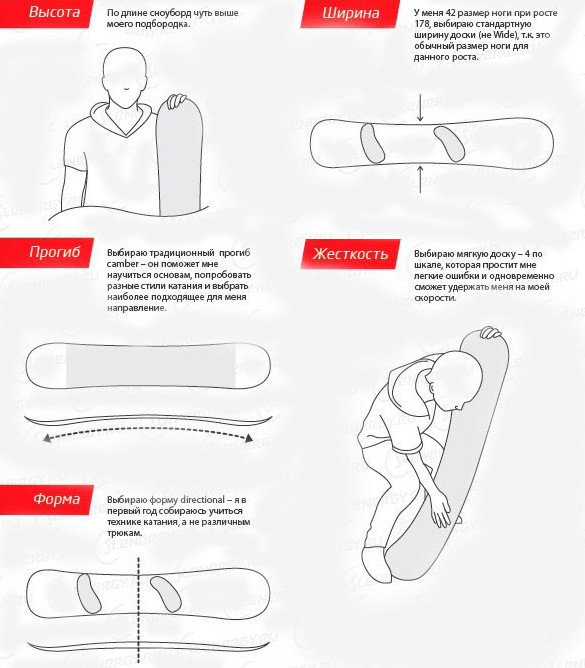 Высота
По длине сноуборд чуть выше
моего подбородка.
Ширина
У меня 42 размер ноги при росте
178, выбираю стандартную
ширину доски (не Wide), т.к. это
обычный размер ноги для
данного роста.
Прогиб
Выбираю традиционный прогиб
camber – он поможет мне
научиться основам, попробовать
разные стили катания и выбрать
наиболее подходящее для меня
направление.
Жесткость
Выбираю мягкую доску – 4 по
шкале, которая простит мне
легкие ошибки и одновременно
сможет удержать меня на моей
скорости.
Форма
Выбираю форму directional – я в
первый год собираюсь учиться
технике катания, а не различным
трюкам.